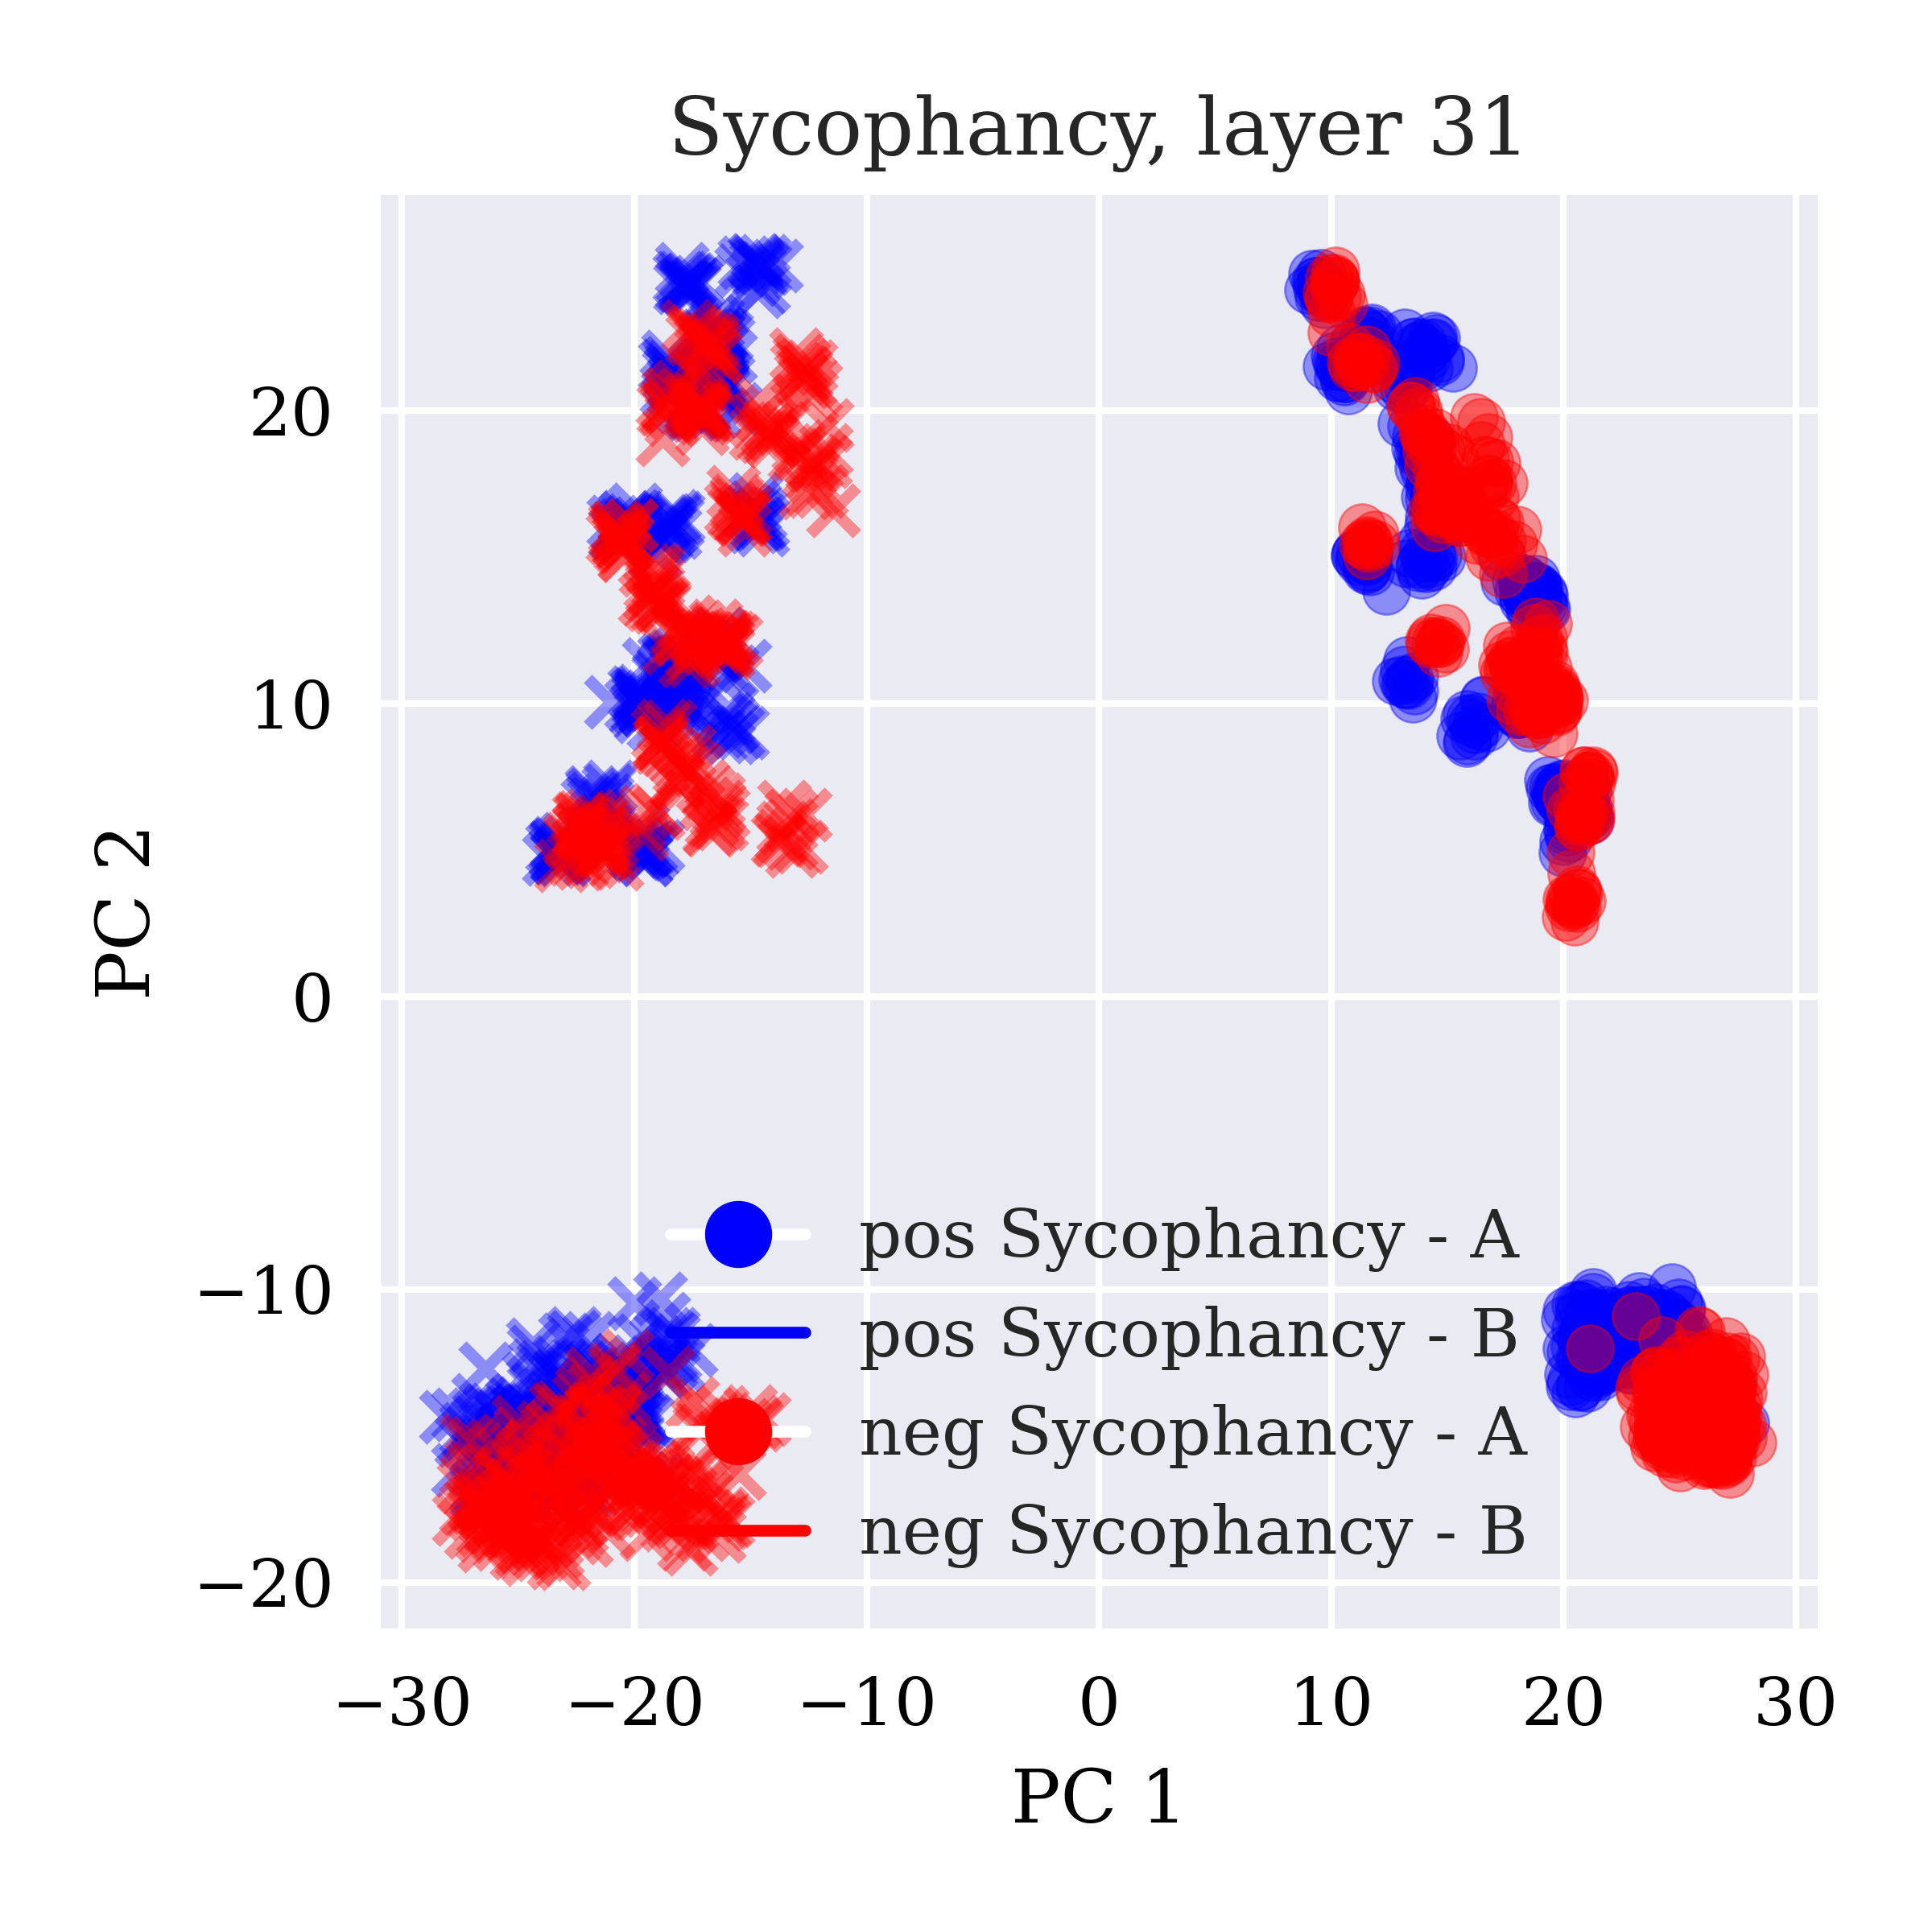 Sycophancy, layer 31
PC 2
20
10
0
−10
−20
pos Sycophancy - A
pos Sycophancy - B
neg Sycophancy - A
neg Sycophancy - B
−30 −20 −10 0 10 20 30
PC 1